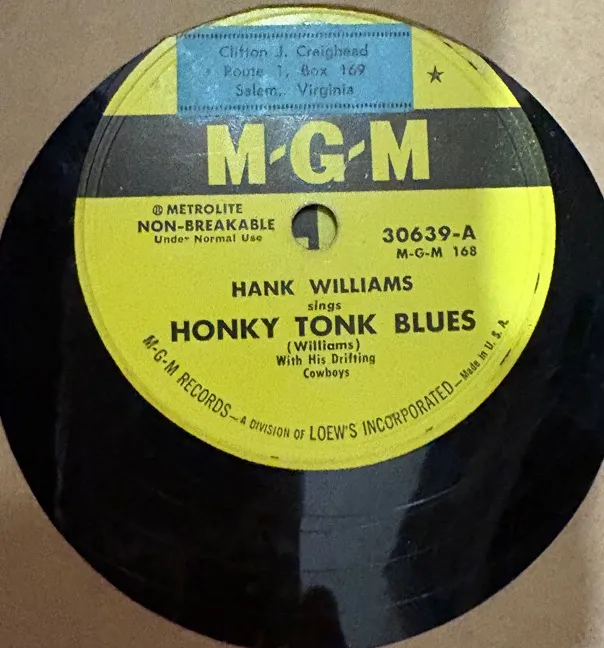 Clifton J. Creighead
Route 1, Box 169
Salem, Virginia
M-G-M
® METROLITE
NON-BREAKABLE
Under Normal Use
30639-A
M-G-M 168
HANK WILLIAMS
sings
HONKY TONK BLUES
(Williams)
With His Drifting
Cowboys
M-G-M RECORDS—A DIVISION OF LOEW'S INCORPORATED—Made in U. S. A.